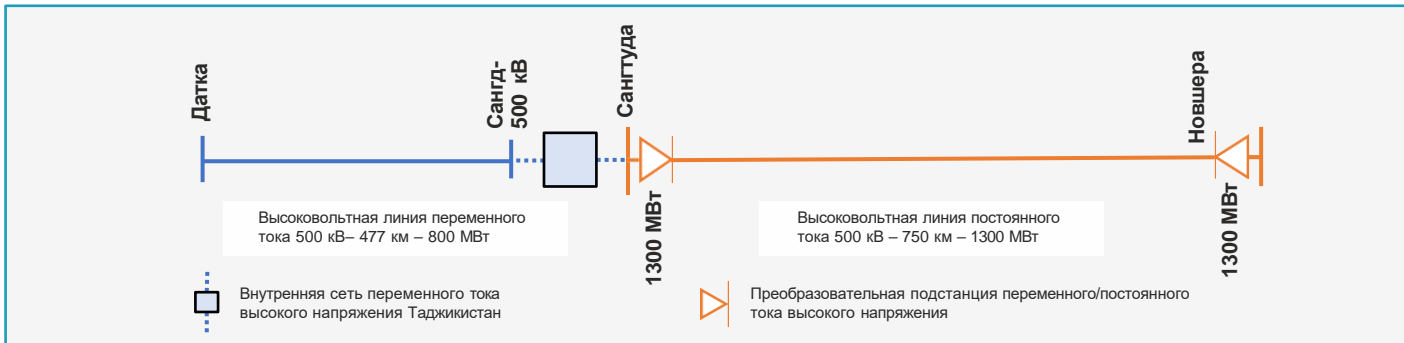 Датка
Сангд-
500 кВ
Сангтуда
Новшера
Высоковольтная линия переменного
тока 500 кВ– 477 км – 800 МВт
1300 МВт
Высоковольтная линия постоянного
тока 500 кВ – 750 км – 1300 МВт
1300 МВт
Внутренняя сеть переменного тока
высокого напряжения Таджикистан
Преобразовательная подстанция переменного/постоянного
тока высокого напряжения